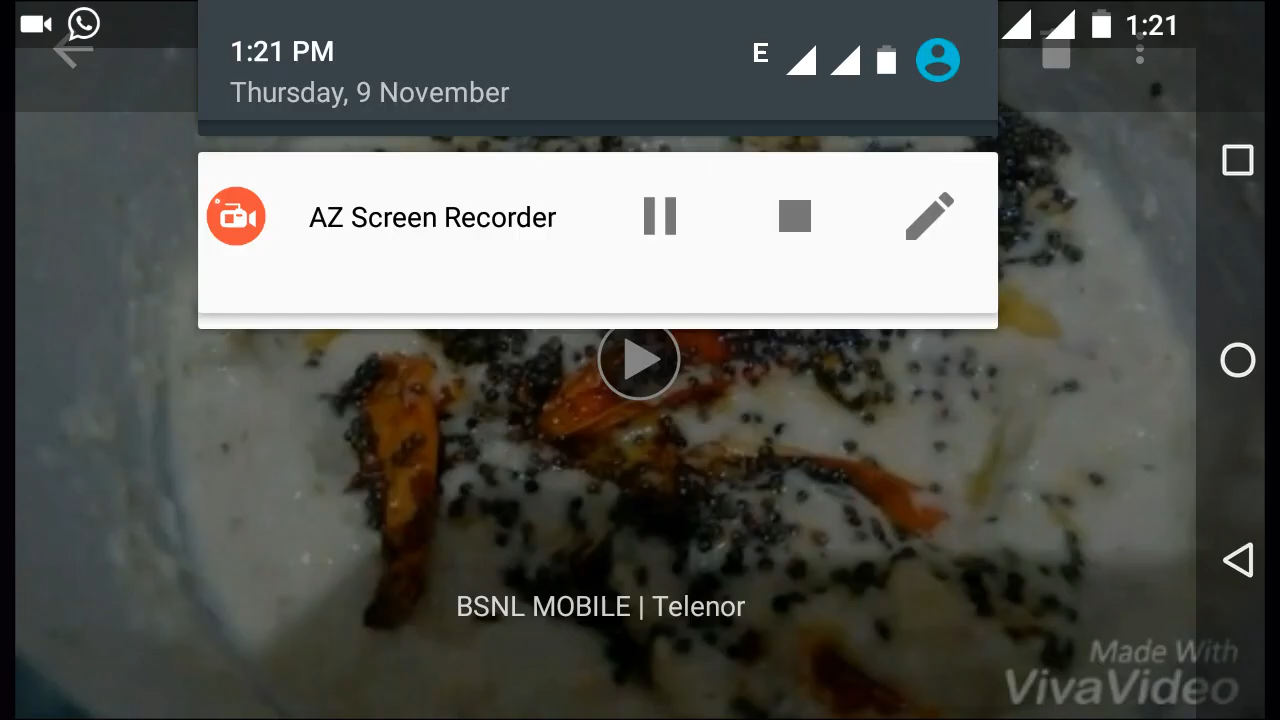 1:21
1:21 PM
E
Thursday, 9 November
AZ Screen Recorder
BSNL MOBILE | Telenor
Made With
VivaVideo